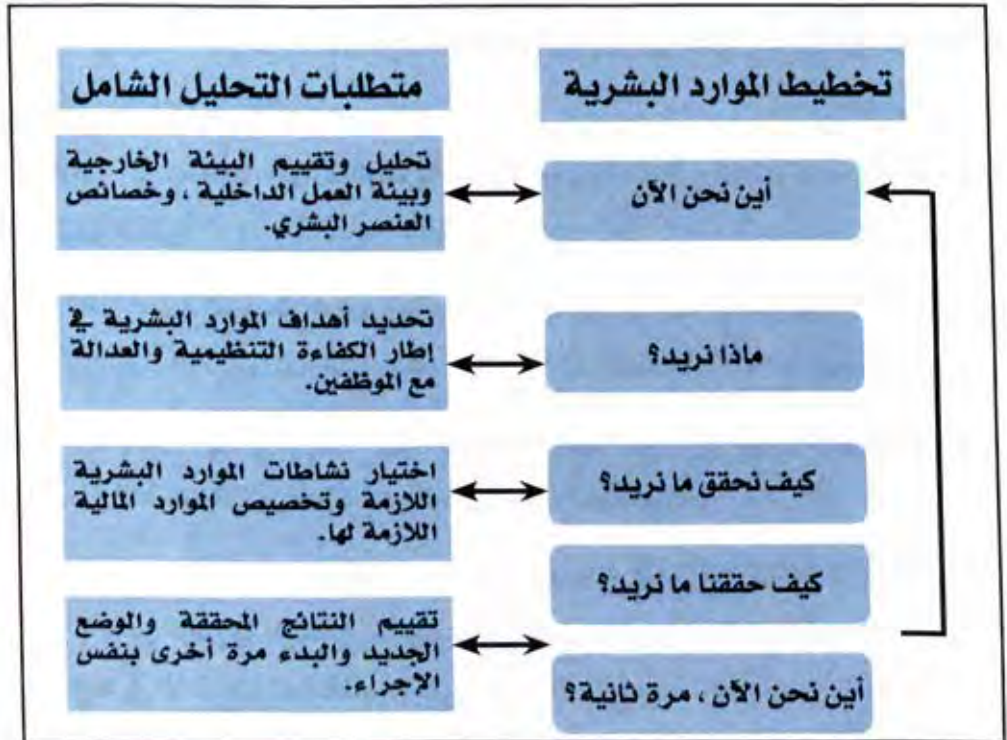 تخطيط الموارد البشرية
متطلبات التحليل الشامل
أين نحن الآن
تحليل وتقييم البيئة الخارجية
وبيئة العمل الداخلية ، وخصائص
العنصر البشري.
ماذا نريد؟
تحديد أهداف الموارد البشرية في
إطار الكفاءة التنظيمية والعدالة
مع الموظفين.
كيف نحقق ما نريد؟
اختيار نشاطات الموارد البشرية
اللازمة وتخصيص الموارد المالية
اللازمة لها.
كيف حققنا ما نريد؟
أين نحن الآن ، مرة ثانية؟
تقييم النتائج المحققة والوضع
الجديد والبدء مرة أخرى بنفس
الإجراء.